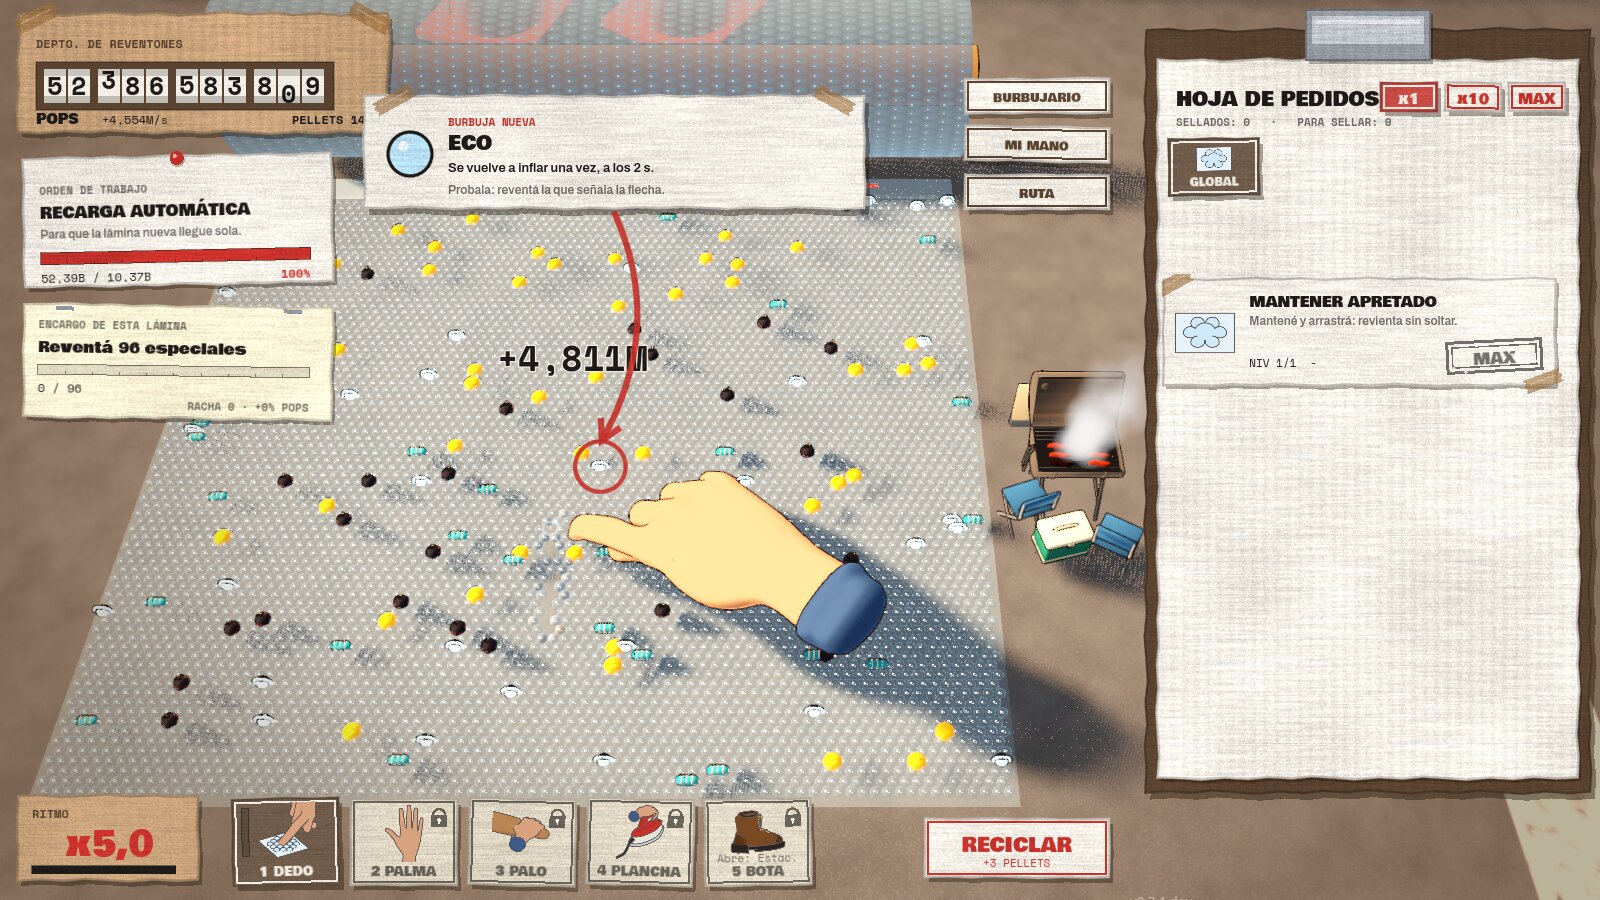 DEPTO. DE REVENTONES
52 386 583 809
POPS +4,554M/s PELLETS 14
ORDEN DE TRABAJO
RECARGA AUTOMÁTICA
Para que la lámina nueva llegue sola.
52,39B / 10,37B 100%
ENCARGO DE ESTA LÁMINA
Reventá 96 especiales
0 / 96
RACHA 0 · +0% POPS
BURBUJA NUEVA
ECO
Se vuelve a inflar una vez, a los 2 s.
Probala: reventá la que señala la flecha.
+4,811M
BURBUJARIO
MI MANO
RUTA
HOJA DE PEDIDOS x1 x10 MAX
SELLADOS: 0 · PARA SELLAR: 0
GLOBAL
MANTENER APRETADO
Mantené y arrastrá: revienta sin soltar.
NIV 1/1 -
MAX
RITMO
x5,0
1 DEDO
2 PALMA
3 PALO
4 PLANCHA
Abre: Estac.
5 BOTA
RECICLAR
+3 PELLETS